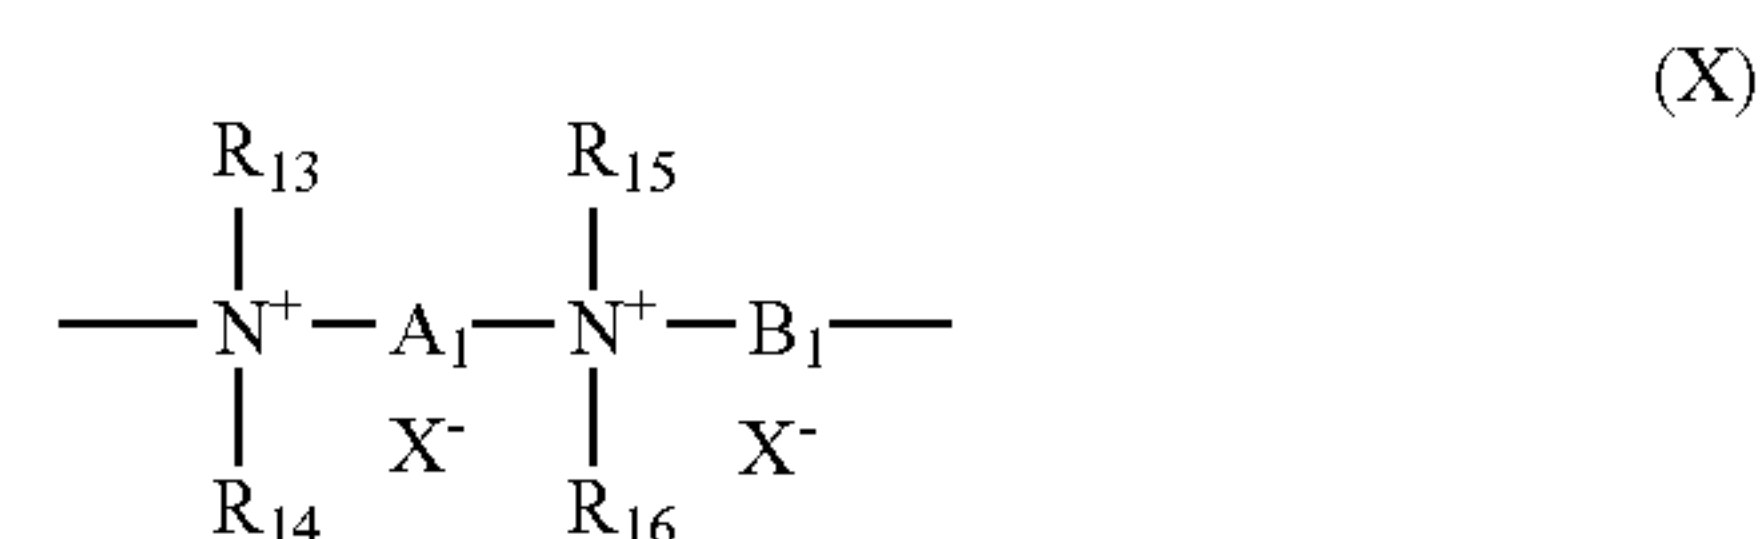 (X)
R13 R15
N+ A1 N+ B1
X- X-
R14 R16